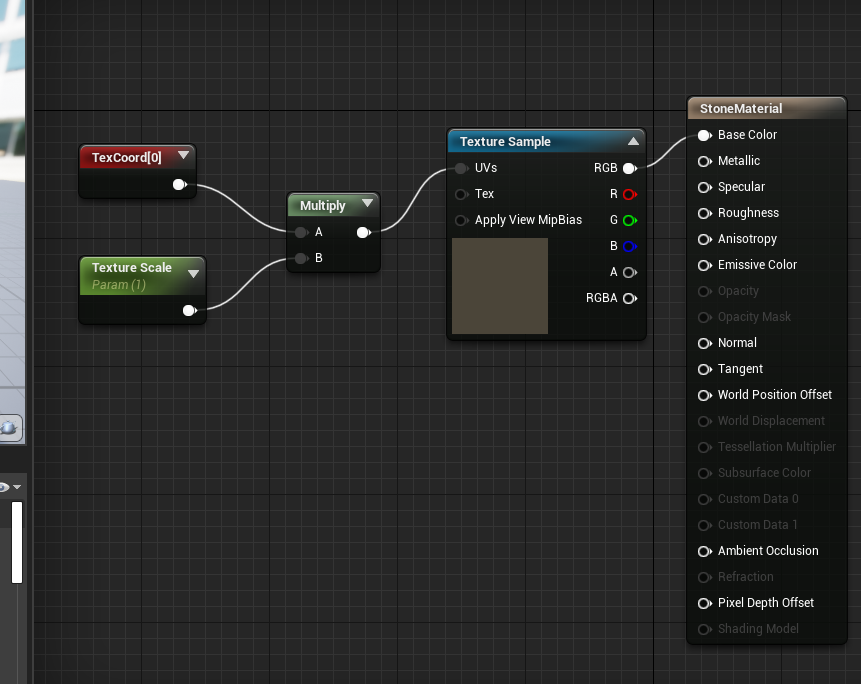 TexCoord[0]
Texture Scale
Param (1)
Multiply
A
B
Texture Sample
UVs
RGB
Tex
R
Apply View MipBias
G
B
A
RGBA
StoneMaterial
Base Color
Metallic
Specular
Roughness
Anisotropy
Emissive Color
Opacity
Opacity Mask
Normal
Tangent
World Position Offset
World Displacement
Tessellation Multiplier
Subsurface Color
Custom Data 0
Custom Data 1
Ambient Occlusion
Refraction
Pixel Depth Offset
Shading Model